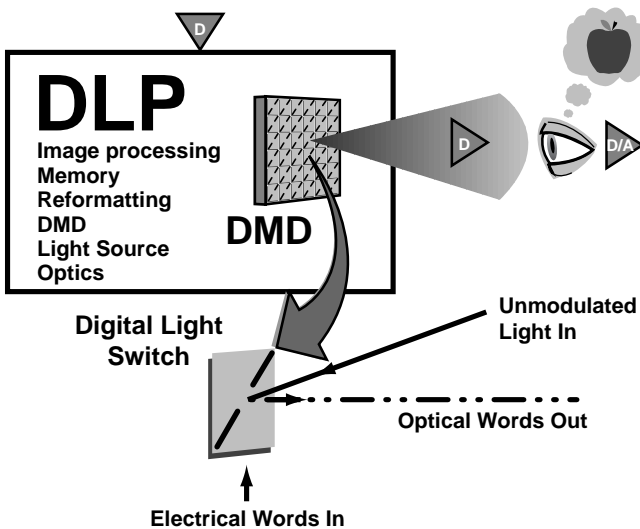 D
DLP
Image processing
Memory
Reformatting
DMD
Light Source
Optics
DMD
D
D/A
Digital Light
Switch
Unmodulated
Light In
Optical Words Out
Electrical Words In